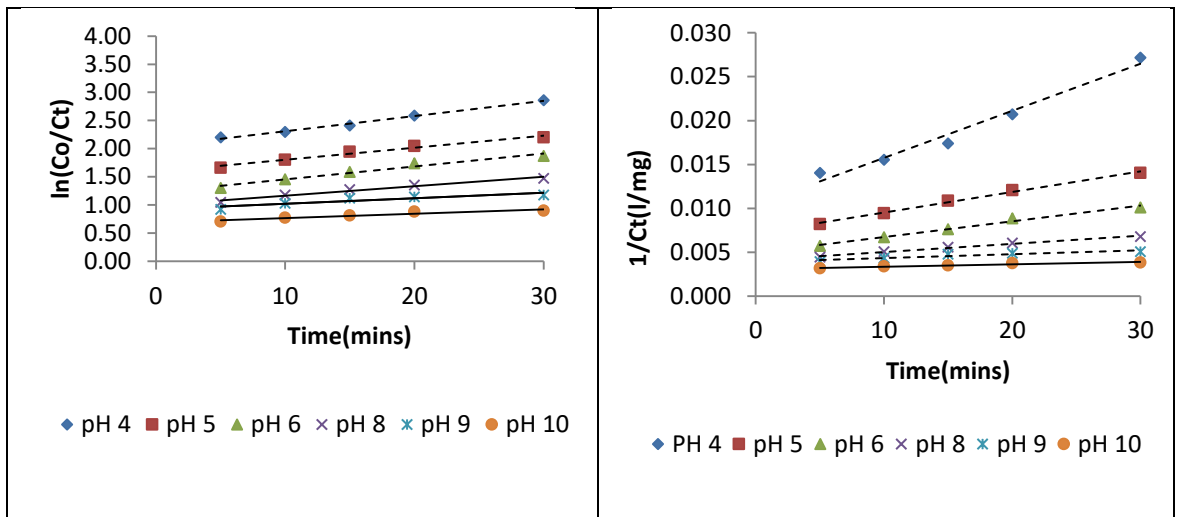 4.00
3.50
3.00
2.50
2.00
1.50
1.00
0.50
0.00
ln(Co/Ct)
0 10 20 30
Time(mins)
pH 4 pH 5 pH 6 pH 8 pH 9 pH 10
0.030
0.025
0.020
0.015
0.010
0.005
0.000
1/Ct(l/mg)
0 10 20 30
Time(mins)
PH 4 pH 5 pH 6 pH 8 pH 9 pH 10